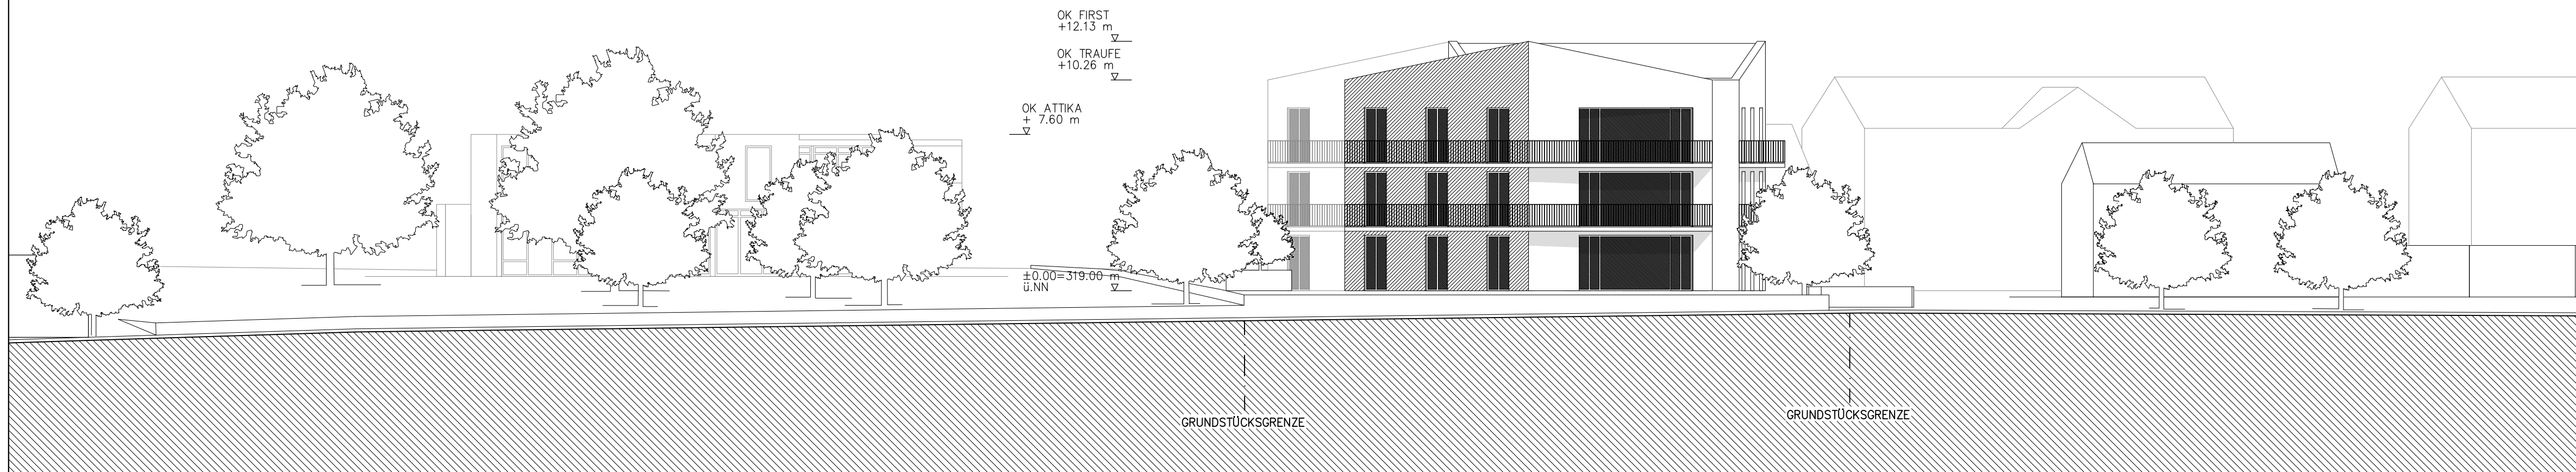 OK FIRST
+12.13 m
OK TRAUFE
+10.26 m
OK ATTIKA
+ 7.60 m
±0.00=319.00 m
ü.NN
GRUNDSTÜCKSGRENZE
GRUNDSTÜCKSGRENZE